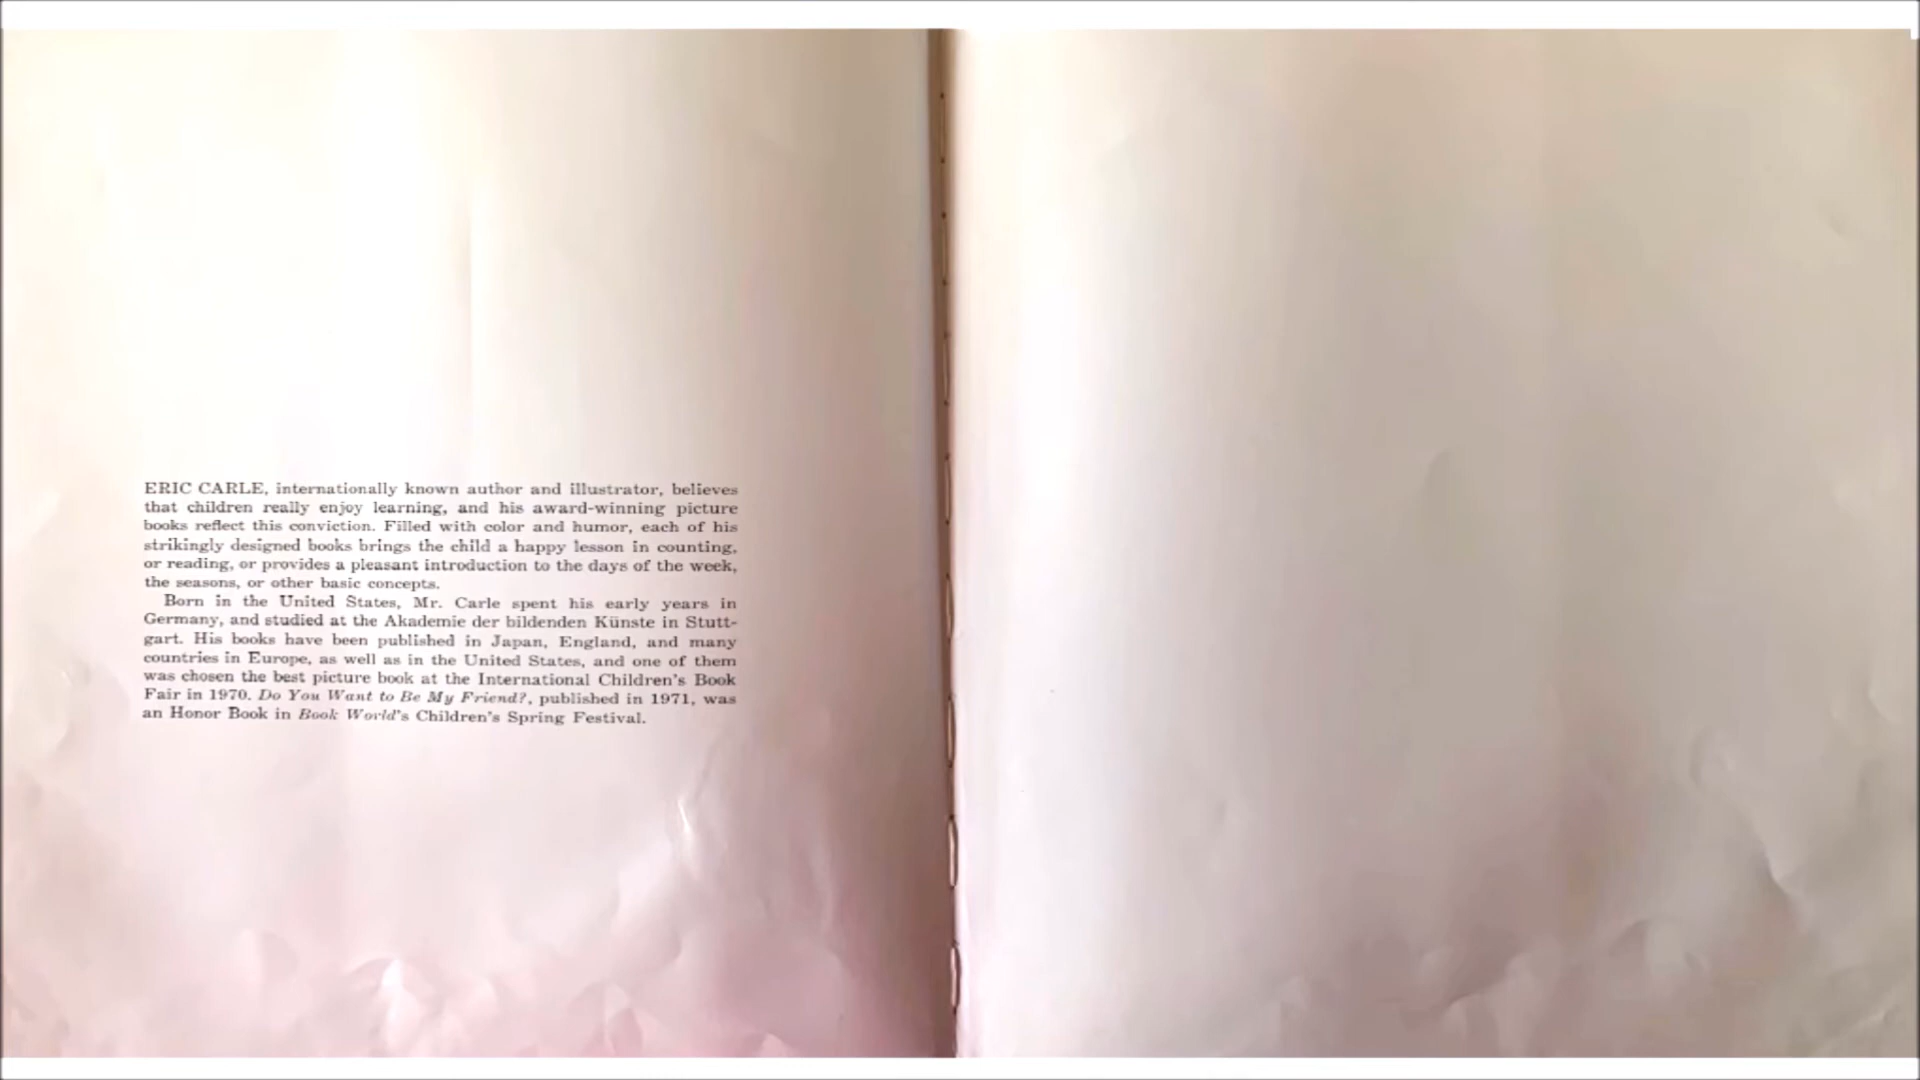 ERIC CARLE, internationally known author and illustrator, believes
that children really enjoy learning, and his award-winning picture
books reflect this conviction. Filled with color and humor, each of his
strikingly designed books brings the child a happy lesson in counting,
or reading, or provides a pleasant introduction to the days of the week,
the seasons, or other basic concepts.
Born in the United States, Mr. Carle spent his early years in
Germany, and studied at the Akademie der bildenden Künste in Stutt-
gart. His books have been published in Japan, England, and many
countries in Europe, as well as in the United States, and one of them
was chosen the best picture book at the International Children's Book
Fair in 1970. Do You Want to Be My Friend?, published in 1971, was
an Honor Book in Book World's Children's Spring Festival.